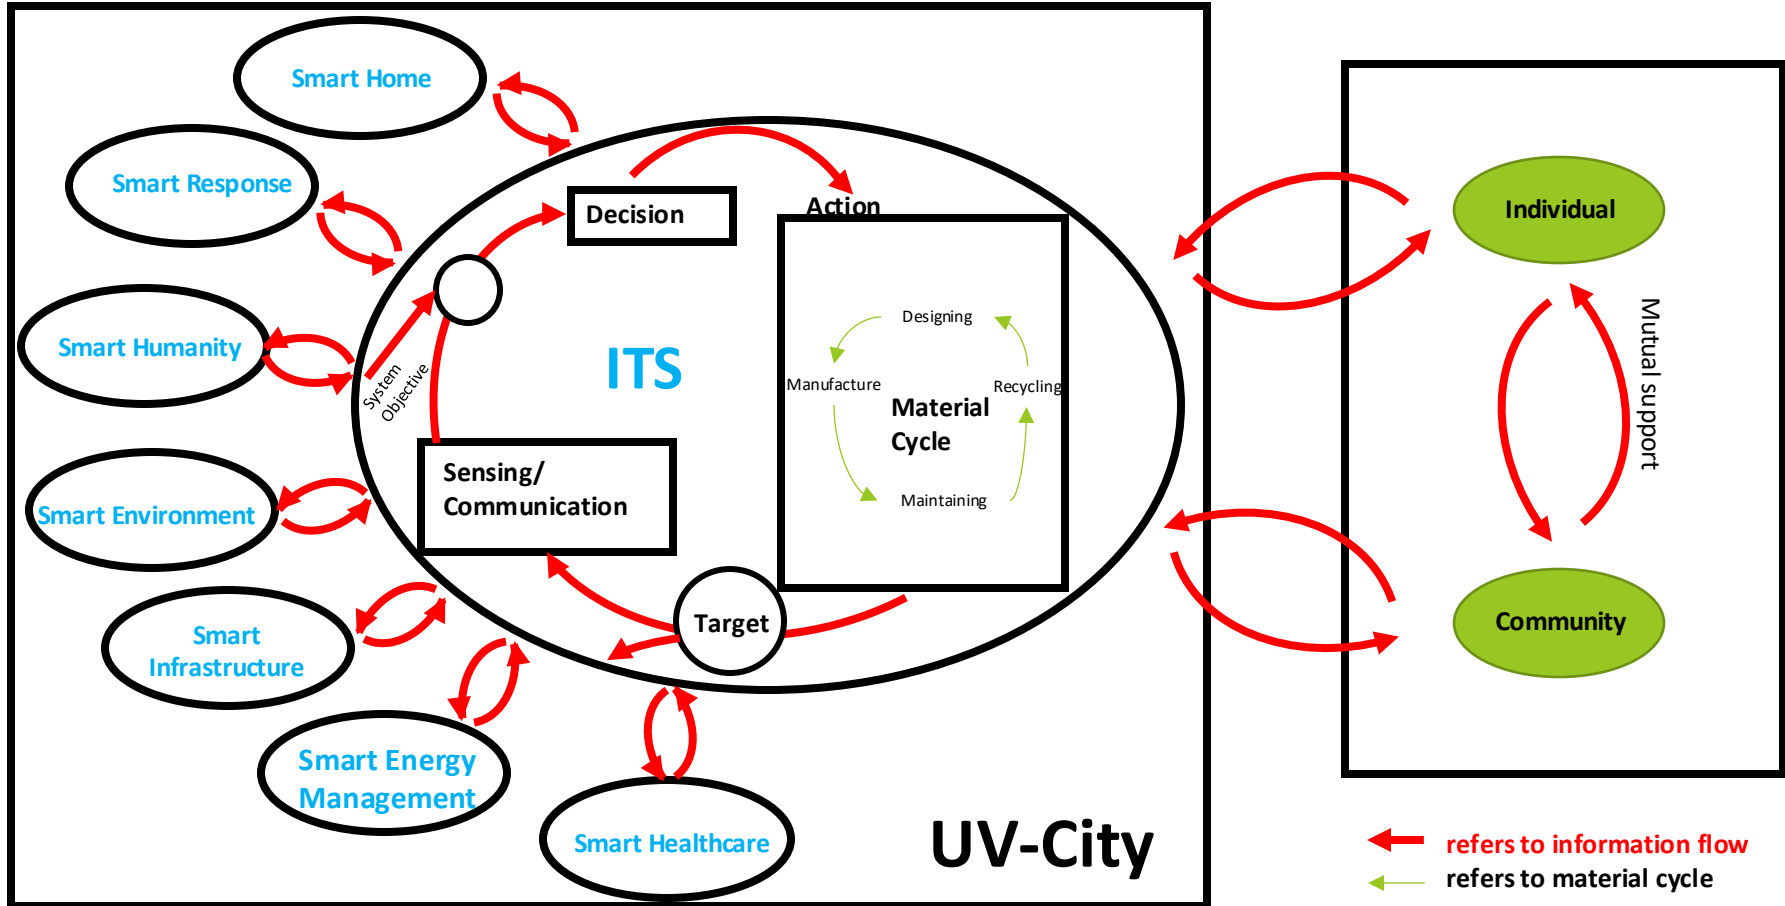 Smart Home
Smart Response
Smart Humanity
Smart Environment
Smart
Infrastructure
Smart Energy
Management
Smart Healthcare
Decision
Action
System
Objective
ITS
Sensing/
Communication
Target
Designing
Manufacture
Recycling
Material
Cycle
Maintaining
UV-City
Individual
Mutual support
Community
refers to information flow
refers to material cycle